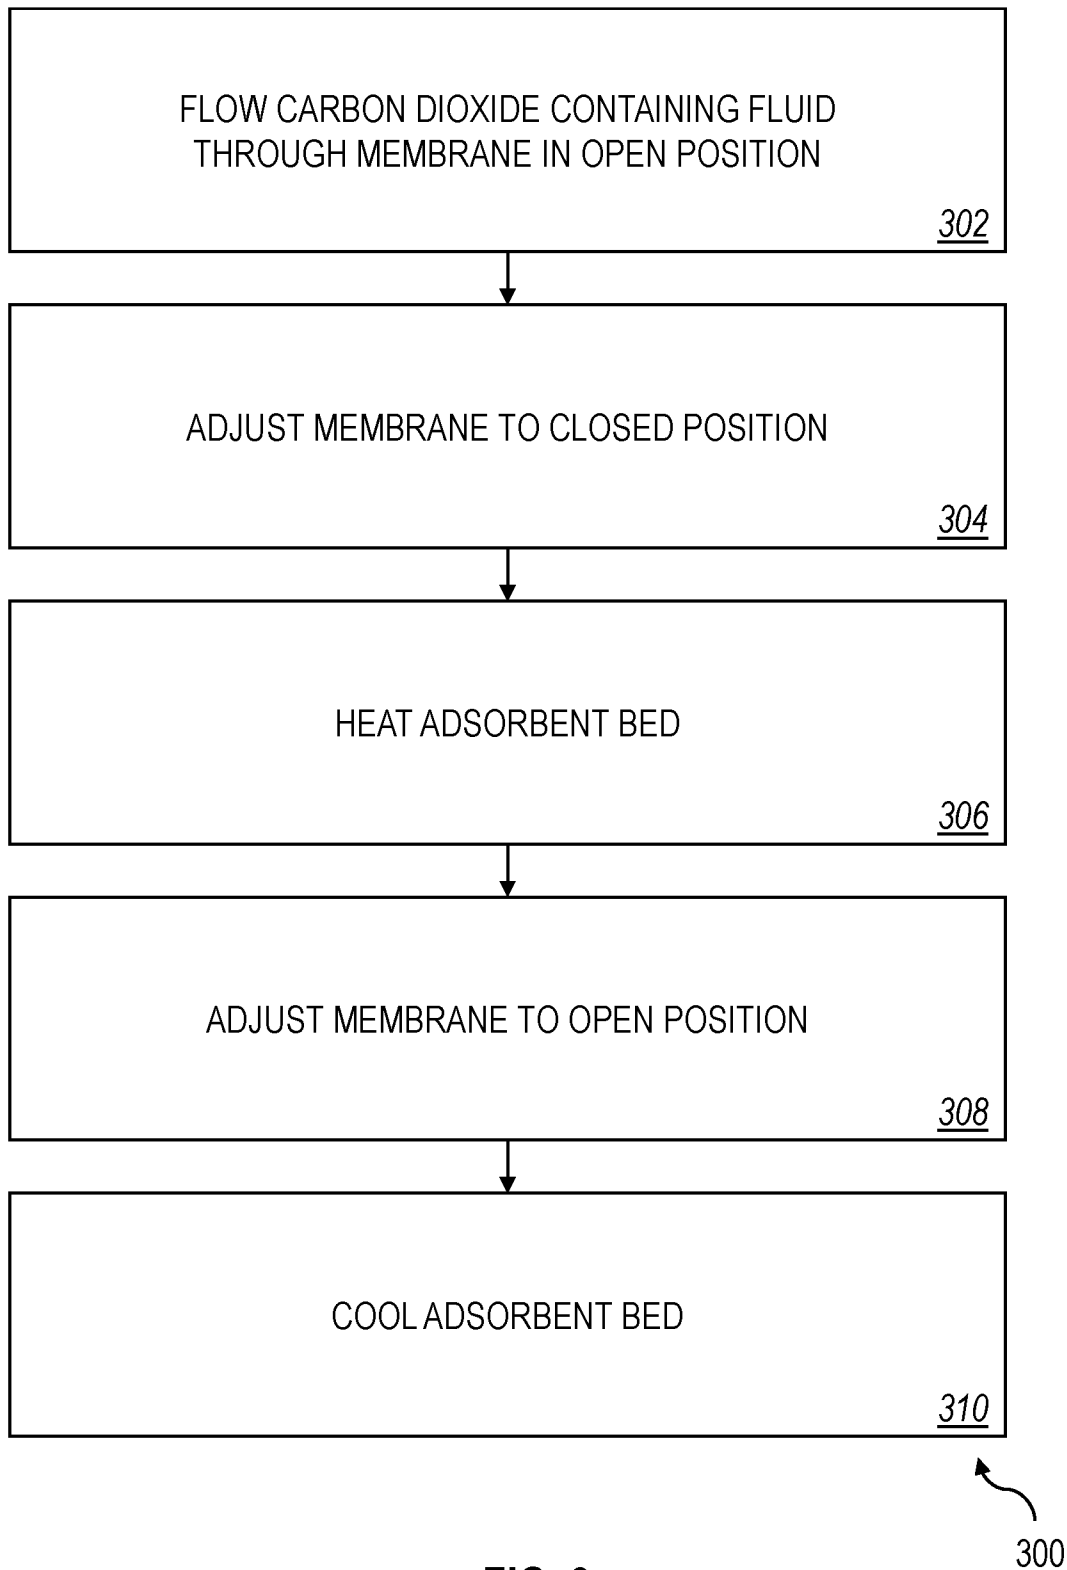 FLOW CARBON DIOXIDE CONTAINING FLUID
THROUGH MEMBRANE IN OPEN POSITION
302
ADJUST MEMBRANE TO CLOSED POSITION
304
HEAT ADSORBENT BED
306
ADJUST MEMBRANE TO OPEN POSITION
308
COOL ADSORBENT BED
310
300